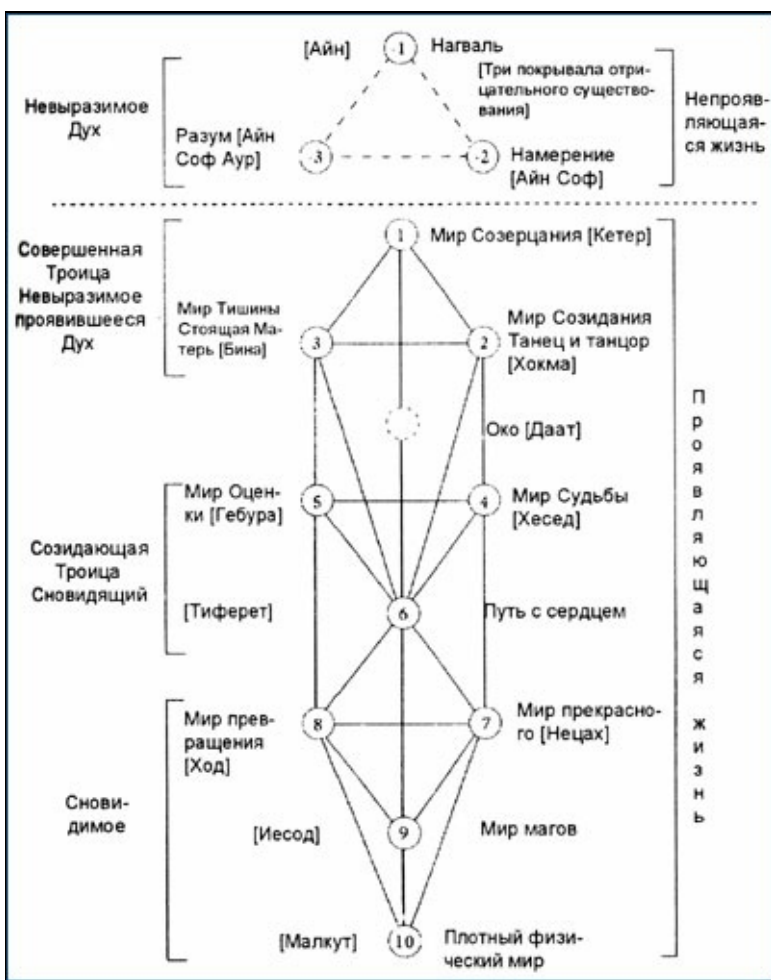 [Айн]
-1
Нагваль
[Три покрывала отри-
цательного существо-
вания]
Невыразимое
Дух
Непрояв-
ляющая-
ся жизнь
Разум [Айн
Соф Аур]
-3
-2
Намерение
[Айн Соф]
1
Мир Созерцания [Кетер]
Совершенная
Троица
Невыразимое
проявившееся
Дух
Мир Тишины
Стоящая Ма-
терь [Бина]
3
2
Мир Созидания
Танец и танцор
[Хокма]
Око [Даат]
Мир Оцен-
ки [Гебура]
5
4
Мир Судьбы
[Хесед]
Созидающая
Троица
Сновидящий
[Тиферет]
6
Путь с сердцем
Мир прев-
ращения
[Ход]
8
7
Мир прекрасно-
го [Нецах]
Снови-
димое
[Иесод]
9
Мир магов
[Малкут]
10
Плотный физи-
ческий мир
Проявляющаяся жизнь